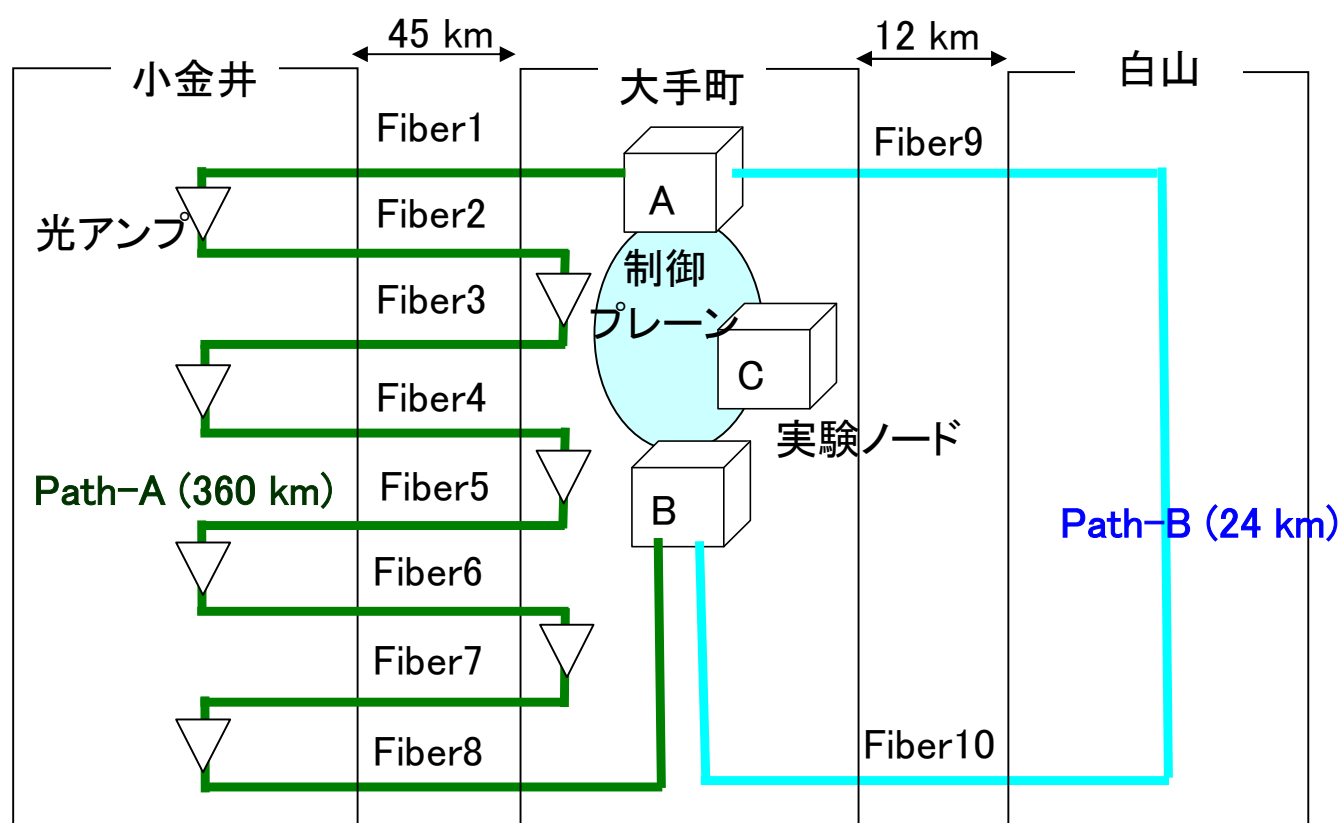 45 km
12 km
小金井
大手町
白山
Fiber1
Fiber9
A
光アンプ
Fiber2
制御
プレーン
Fiber3
C
Fiber4
実験ノード
Path-A (360 km)
Fiber5
B
Path-B (24 km)
Fiber6
Fiber7
Fiber8
Fiber10